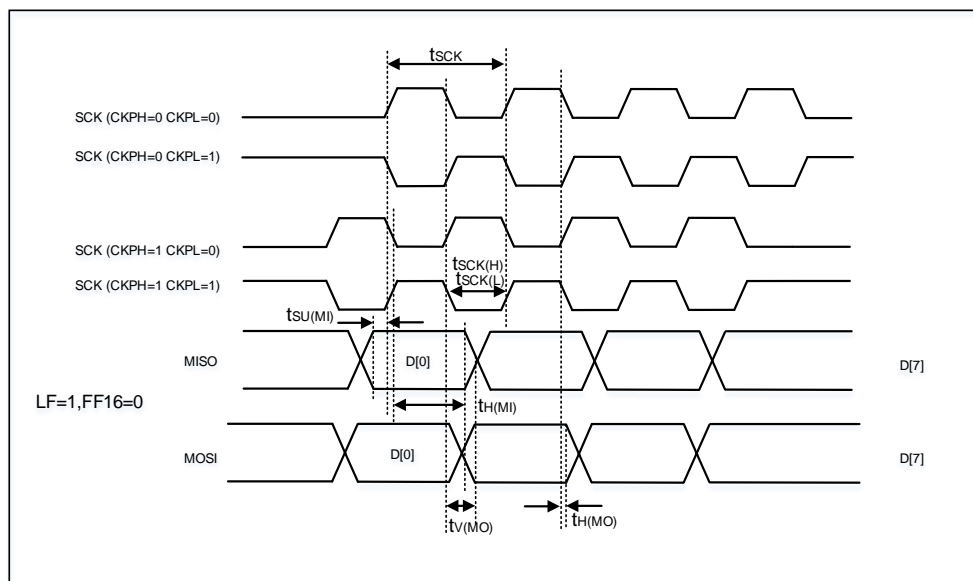 tSCK
SCK (CKPH=0 CKPL=0)
SCK (CKPH=0 CKPL=1)
SCK (CKPH=1 CKPL=0)
tSCK(H)
tSCK(L)
SCK (CKPH=1 CKPL=1)
tSU(MI)
MISO D[0] D[7]
LF=1,FF16=0
tH(MI)
MOSI D[0] D[7]
tV(MO) tH(MO)